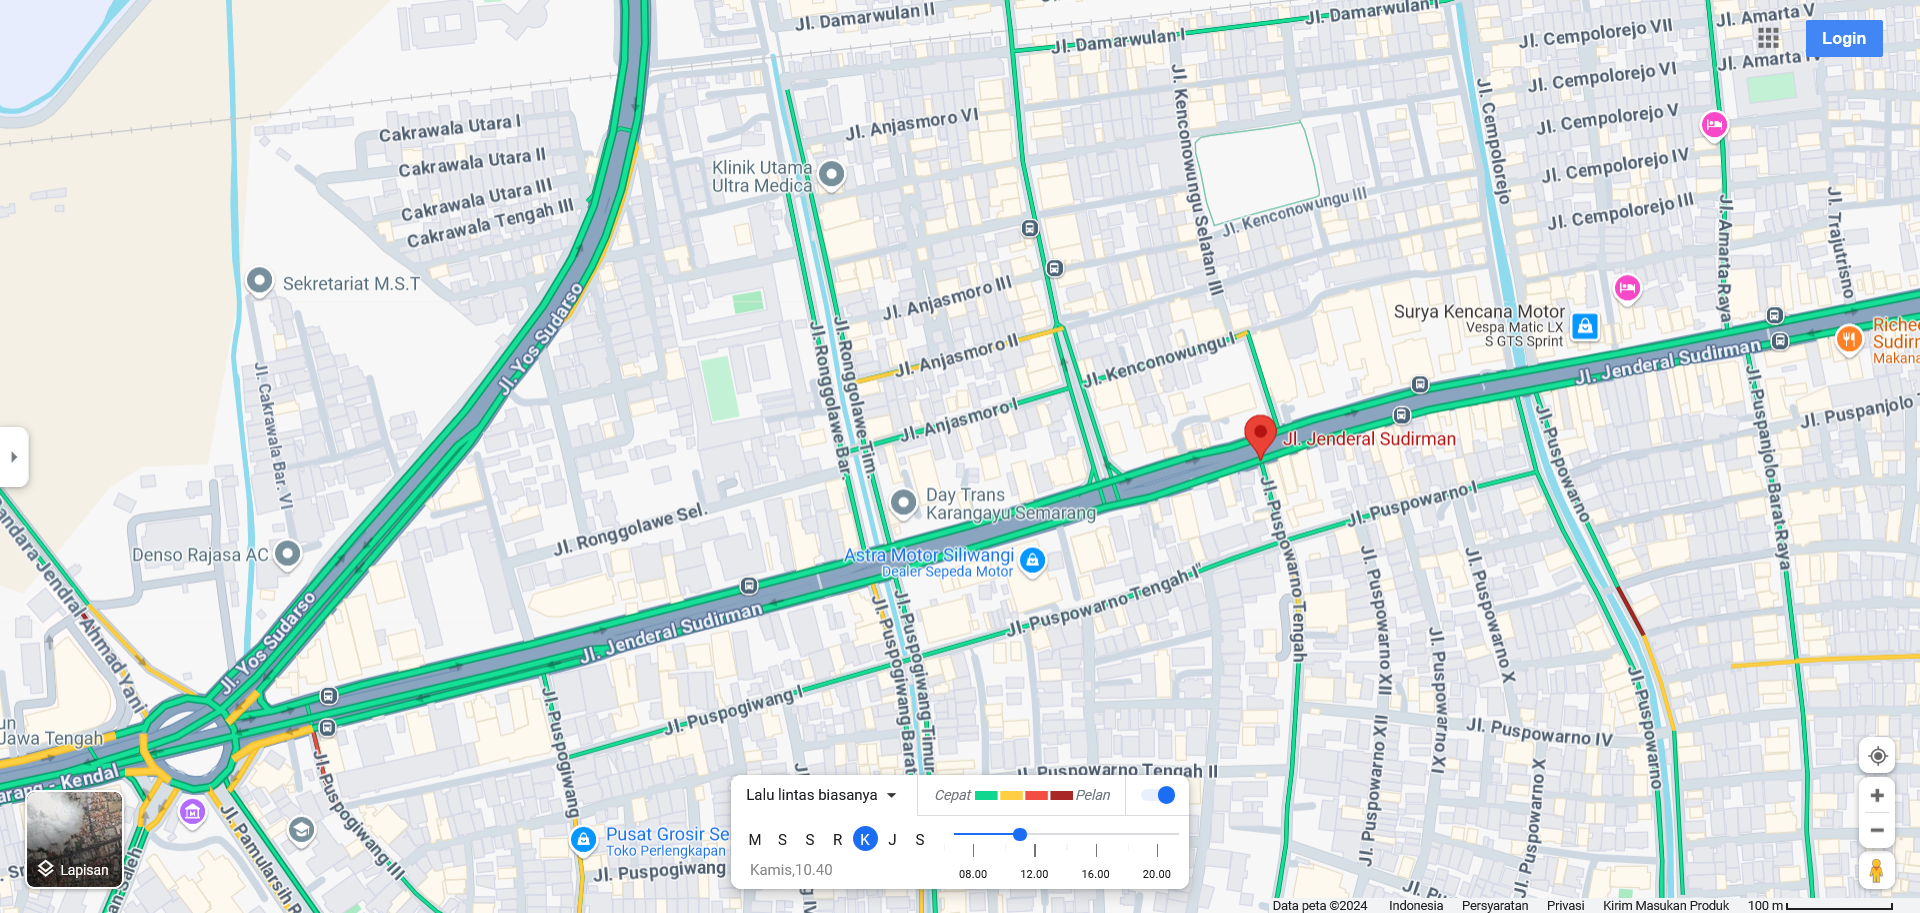 Jl. Damarwulan II
Jl. Damarwulan I
Jl. Damarwulan I
Jl. Amarta V
Login
Jl. Cempolorejo VII
Jl. Amarta IV
Jl. Cempolorejo VI
Jl. Cempolorejo V
Jl. Cempolorejo IV
Jl. Cempolorejo III
Jl. Cempolorejo
Jl. Kenconowungu Selatan III
Jl. Kenconowungu III
Jl. Amarta Raya
Jl. Trajutrisno
Cakrawala Utara I
Cakrawala Utara II
Cakrawala Utara III
Cakrawala Tengah III
Jl. Anjasmoro VI
Klinik Utama
Ultra Medica
Sekretariat M.S.T
Jl. Anjasmoro III
Jl. Yos Sudarso
Jl. Ronggolawe Bar.
Jl. Ronggolawe Tim.
Jl. Anjasmoro II
Jl. Kenconowungu I
Surya Kencana Motor
Vespa Matic LX
S GTS Sprint
Jl. Jenderal Sudirman
Jl. Cakrawala Bar. VI
Jl. Anjasmoro I
Jl. Jenderal Sudirman
Jl. Puspowarno
Jl. Puspanjolo Barat Raya
Jl. Puspanjolo
Day Trans
Karangayu Semarang
Jl. Ronggolawe Sel.
Jl. Puspowarno I
Jl. Puspowarno Tengah
Denso Rajasa AC
Astra Motor Siliwangi
Dealer Sepeda Motor
Jl. Puspowarno Tengah I
Jl. Puspowarno XII
Jl. Puspowarno X
Jl. Puspowarno XI
Jendral Ahmad Yani
Jl. Yos Sudarso
Jl. Jenderal Sudirman
Jl. Puspogiwang Barat
Jl. Puspogiwang Timur
Jl. Puspogiwang I
Jl. Puspogiwang
Jl. Puspowarno IV
Jl. Puspowarno
Jl. Puspowarno XII
Jl. Puspowarno X
Jawa Tengah
Kendal
Jl. Puspogiwang III
Jl. Puspowarno Tengah II
Jl. Pamularsih R
Pusat Grosir Se
Toko Perlengkapan
Jl. Puspogiwang
Lalu lintas biasanya
Cepat
Pelan
M S S R K J S
Kamis,10.40
08.00 12.00 16.00 20.00
Lapisan
Data peta ©2024 Indonesia Persyaratan Privasi Kirim Masukan Produk 100 m